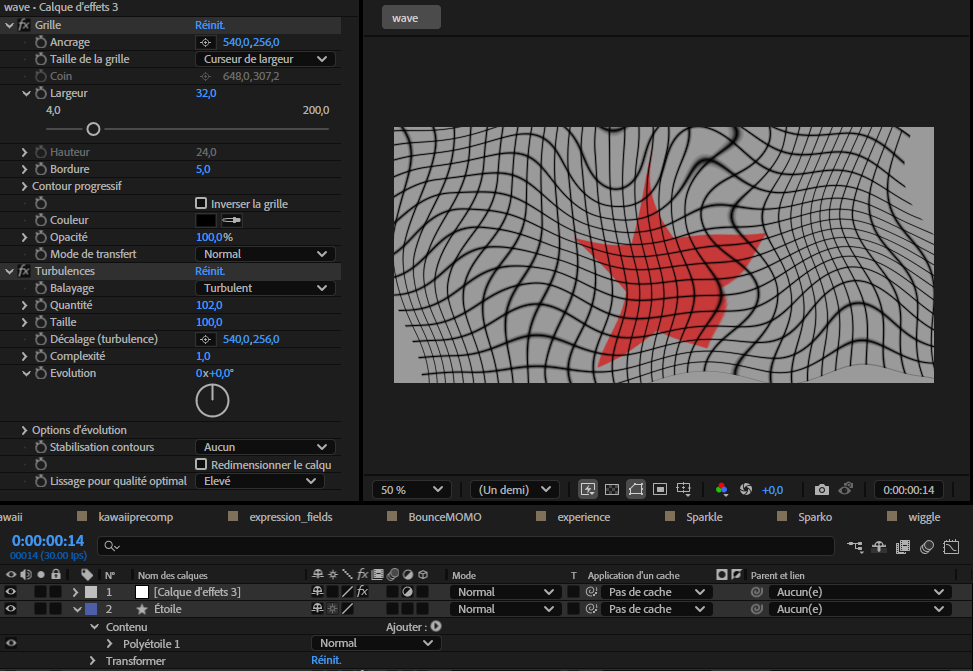 wave • Calque d'effets 3
fx Grille Réinit.
Ancrage 540,0,256,0
Taille de la grille Curseur de largeur
Coin 648,0,307,2
Largeur 32,0
4,0 200,0
Hauteur 24,0
Bordure 5,0
Contour progressif
Inverser la grille
Couleur
Opacité 100,0%
Mode de transfert Normal
fx Turbulences Réinit.
Balayage Turbulent
Quantité 102,0
Taille 100,0
Décalage (turbulence) 540,0,256,0
Complexité 1,0
Evolution 0x+0,0°
Options d'évolution
Stabilisation contours Aucun
Redimensionner le calqu
Lissage pour qualité optimal Elevé
wave
50 % (Un demi) +0,0 0:00:00:14
awaii kawaiiprecomp expression_fields BounceMOMO experience Sparkle Sparko wiggle
0:00:00:14
00014 (30.00 ips)
N° Nom des calques fx Mode T Application d'un cache Parent et lien
1 [Calque d'effets 3] fx Normal Pas de cache Aucun(e)
2 Étoile Normal Pas de cache Aucun(e)
Contenu Ajouter :
Polyétoile 1 Normal
Transformer Réinit.